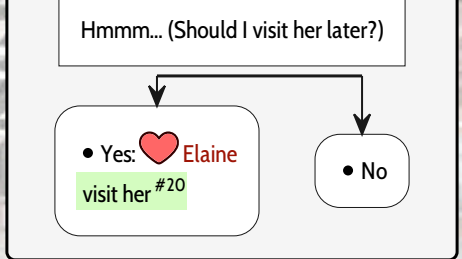 Hmmm... (Should I visit her later?)
• Yes: Elaine
visit her #20
• No